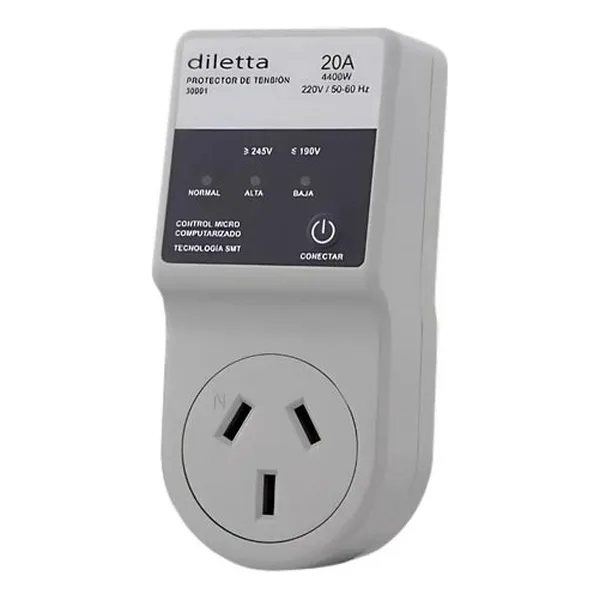 diletta
PROTECTOR DE TENSIÓN
30001
20A
4400W
220V / 50-60 Hz
≥ 245V ≤ 190V
NORMAL ALTA BAJA
CONTROL MICRO
COMPUTARIZADO
TECNOLOGÍA SMT
CONECTAR
N